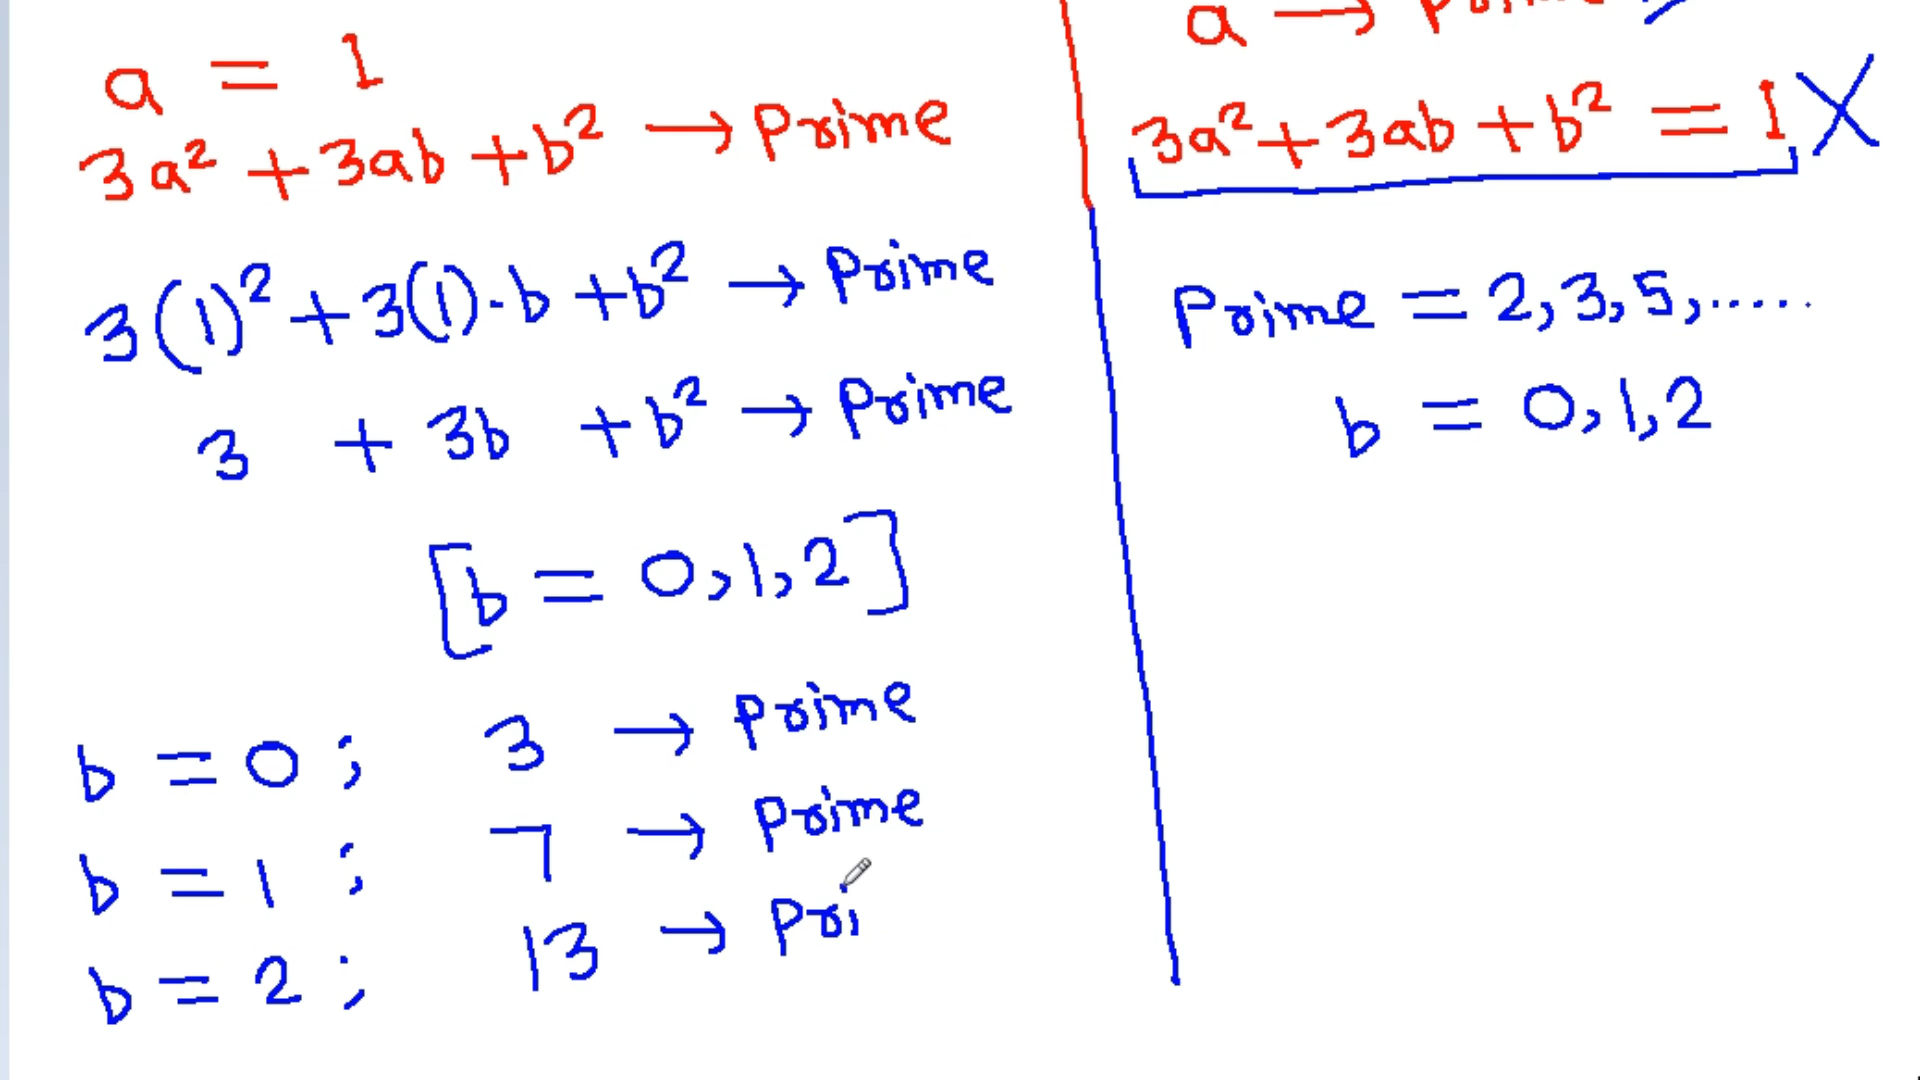 a = 1
3a² + 3ab + b² → Prime
3(1)² + 3(1)·b + b² → Prime
3 + 3b + b² → Prime
[b = 0,1,2]
b = 0 ; 3 → Prime
b = 1 ; 7 → Prime
b = 2 ; 13 → Pri
a →
3a² + 3ab + b² = 1 X
Prime = 2,3,5,.....
b = 0,1,2